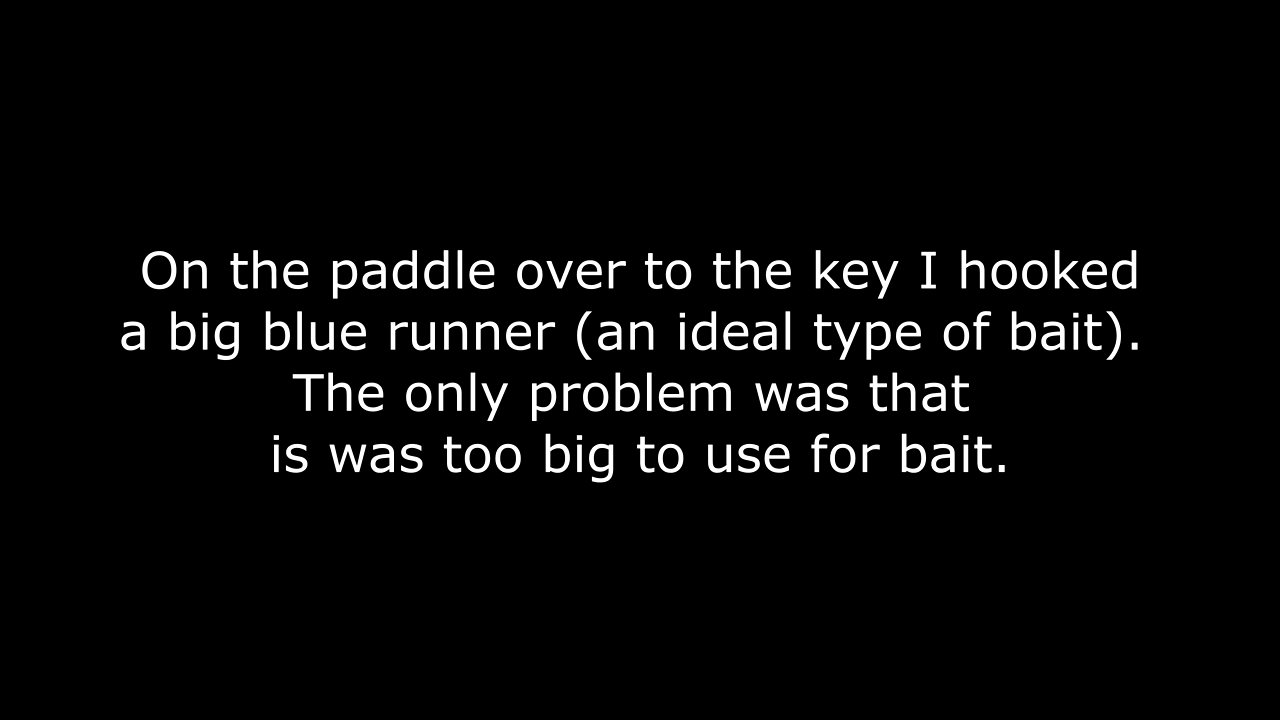 On the paddle over to the key I hooked
a big blue runner (an ideal type of bait).
The only problem was that
is was too big to use for bait.